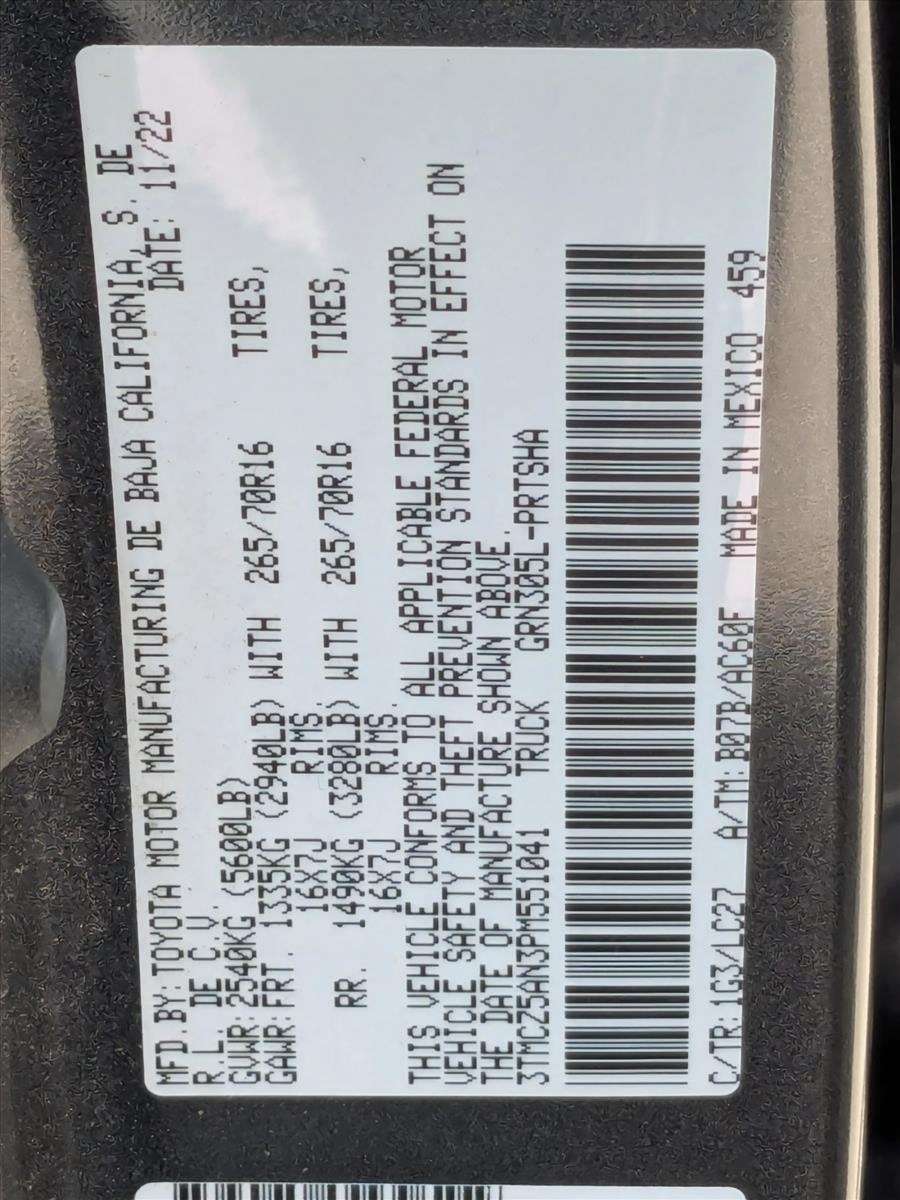 MFD.BY:TOYOTA MOTOR MANUFACTURING DE BAJA CALIFORNIA, S. DE
R.L. DE C.V. DATE: 11/22
GVWR:2540KG (5600LB)
GAWR:FRT. 1335KG (2940LB) WITH 265/70R16 TIRES,
16X7J RIMS,
RR. 1490KG (3280LB) WITH 265/70R16 TIRES,
16X7J RIMS.
THIS VEHICLE CONFORMS TO ALL APPLICABLE FEDERAL MOTOR
VEHICLE SAFETY AND THEFT PREVENTION STANDARDS IN EFFECT ON
THE DATE OF MANUFACTURE SHOWN ABOVE.
3TMCZ5AN3PM551041 TRUCK GRN305L-PRTSHA
C/TR:1G3/LC27 A/TM:B07B/AC60F MADE IN MEXICO 459